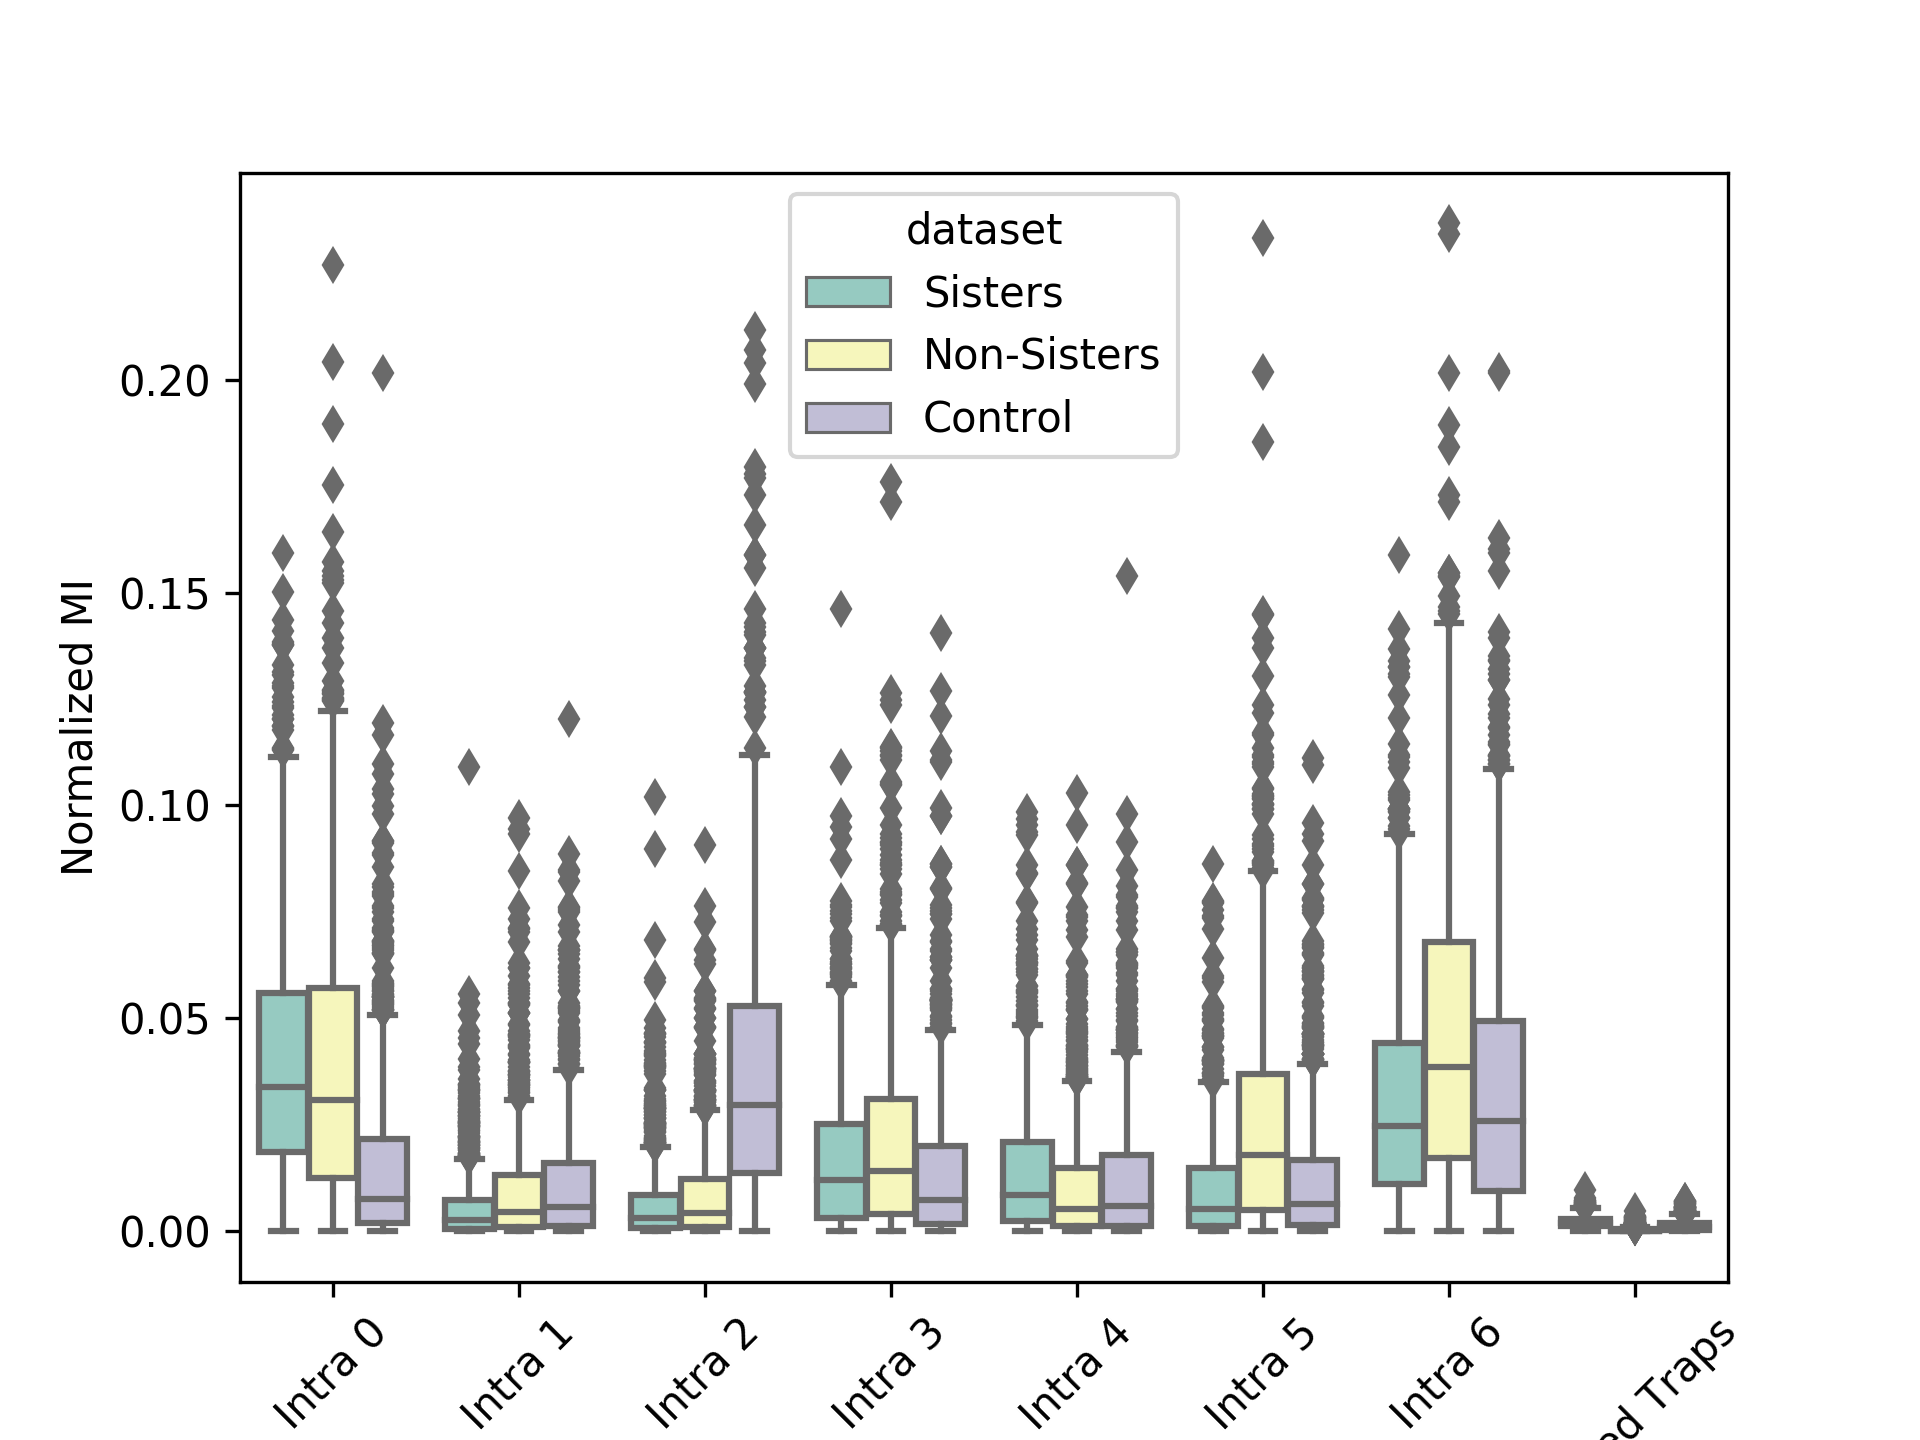 dataset
Sisters
Non-Sisters
Control
Normalized MI
0.20
0.15
0.10
0.05
0.00
Intra 0
Intra 1
Intra 2
Intra 3
Intra 4
Intra 5
Intra 6
Traps